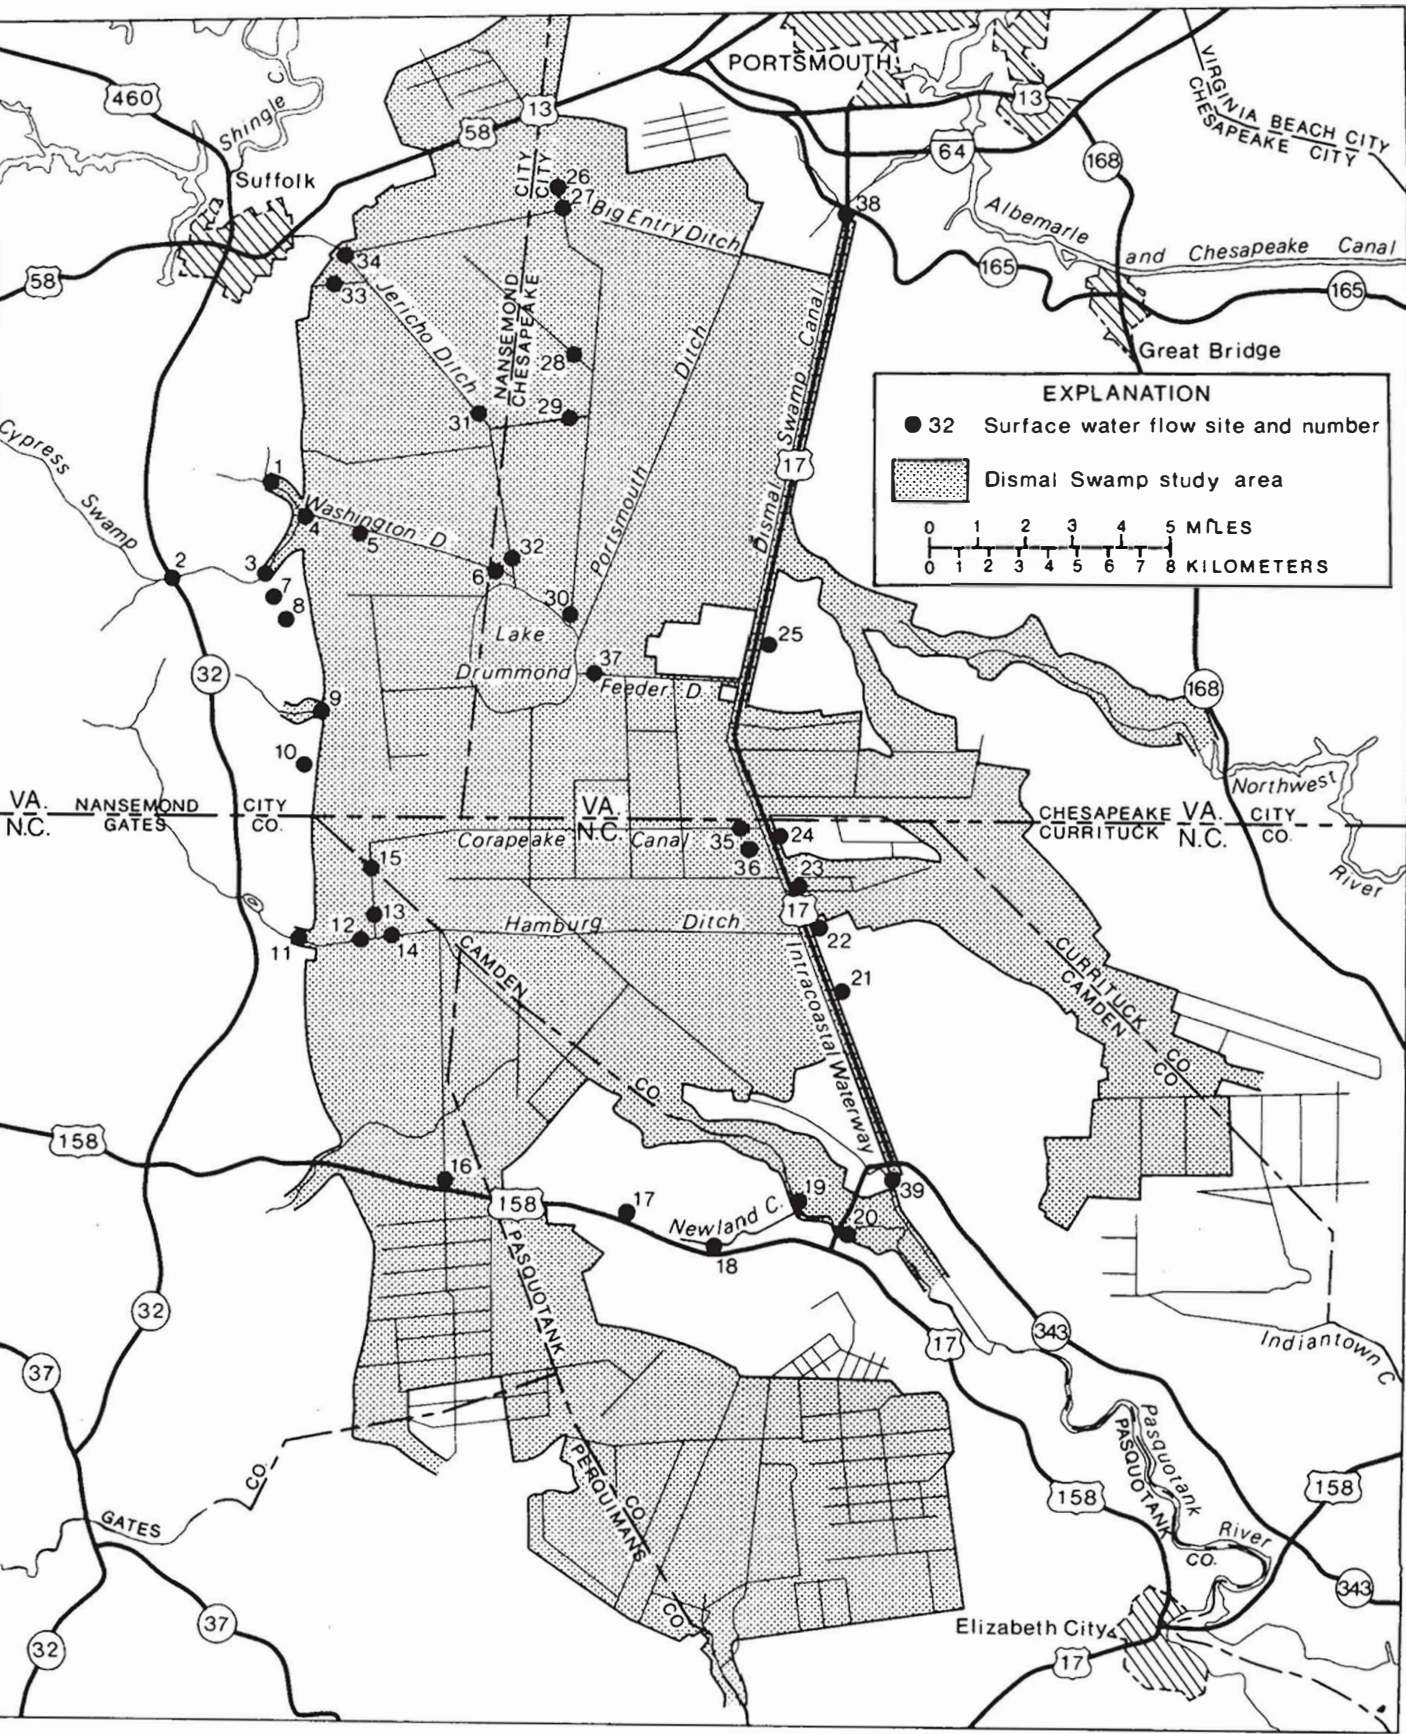 PORTSMOUTH
VIRGINIA BEACH CITY
CHESAPEAKE CITY
460
13
13
58
64
168
Shingle C.
Suffolk
CITY
CITY
26
27
Big Entry Ditch
38
Albemarle and Chesapeake Canal
58
34
33
165
165
Jericho Ditch
NANSEMOND
CHESAPEAKE
28
Ditch
Dismal Swamp Canal
Great Bridge
31
29
EXPLANATION
32 Surface water flow site and number
Dismal Swamp study area
0 1 2 3 4 5 MILES
0 1 2 3 4 5 6 7 8 KILOMETERS
Cypress Swamp
17
1
Washington D.
4
5
Portsmouth
2
3
7
8
6
32
30
Lake
Drummond
25
37
Feeder D.
32
168
9
10
Northwest
River
VA.
N.C.
NANSEMOND CITY
GATES CO.
VA.
N.C.
CHESAPEAKE VA. CITY
CURRITUCK N.C. CO.
Corapeake Canal
35
36
24
15
23
17
13
12
14
11
Hamburg Ditch
22
21
CAMDEN
CO.
Intracoastal Waterway
CURRITUCK CO.
CAMDEN CO.
158
16
158
17
Newland C.
18
19
20
39
PASQUOTANK
32
17
343
Indiantown C
37
Pasquotank
River
PASQUOTANK
CO.
158
158
CO.
GATES
CO.
PERQUIMANS
CO.
343
37
32
Elizabeth City
17